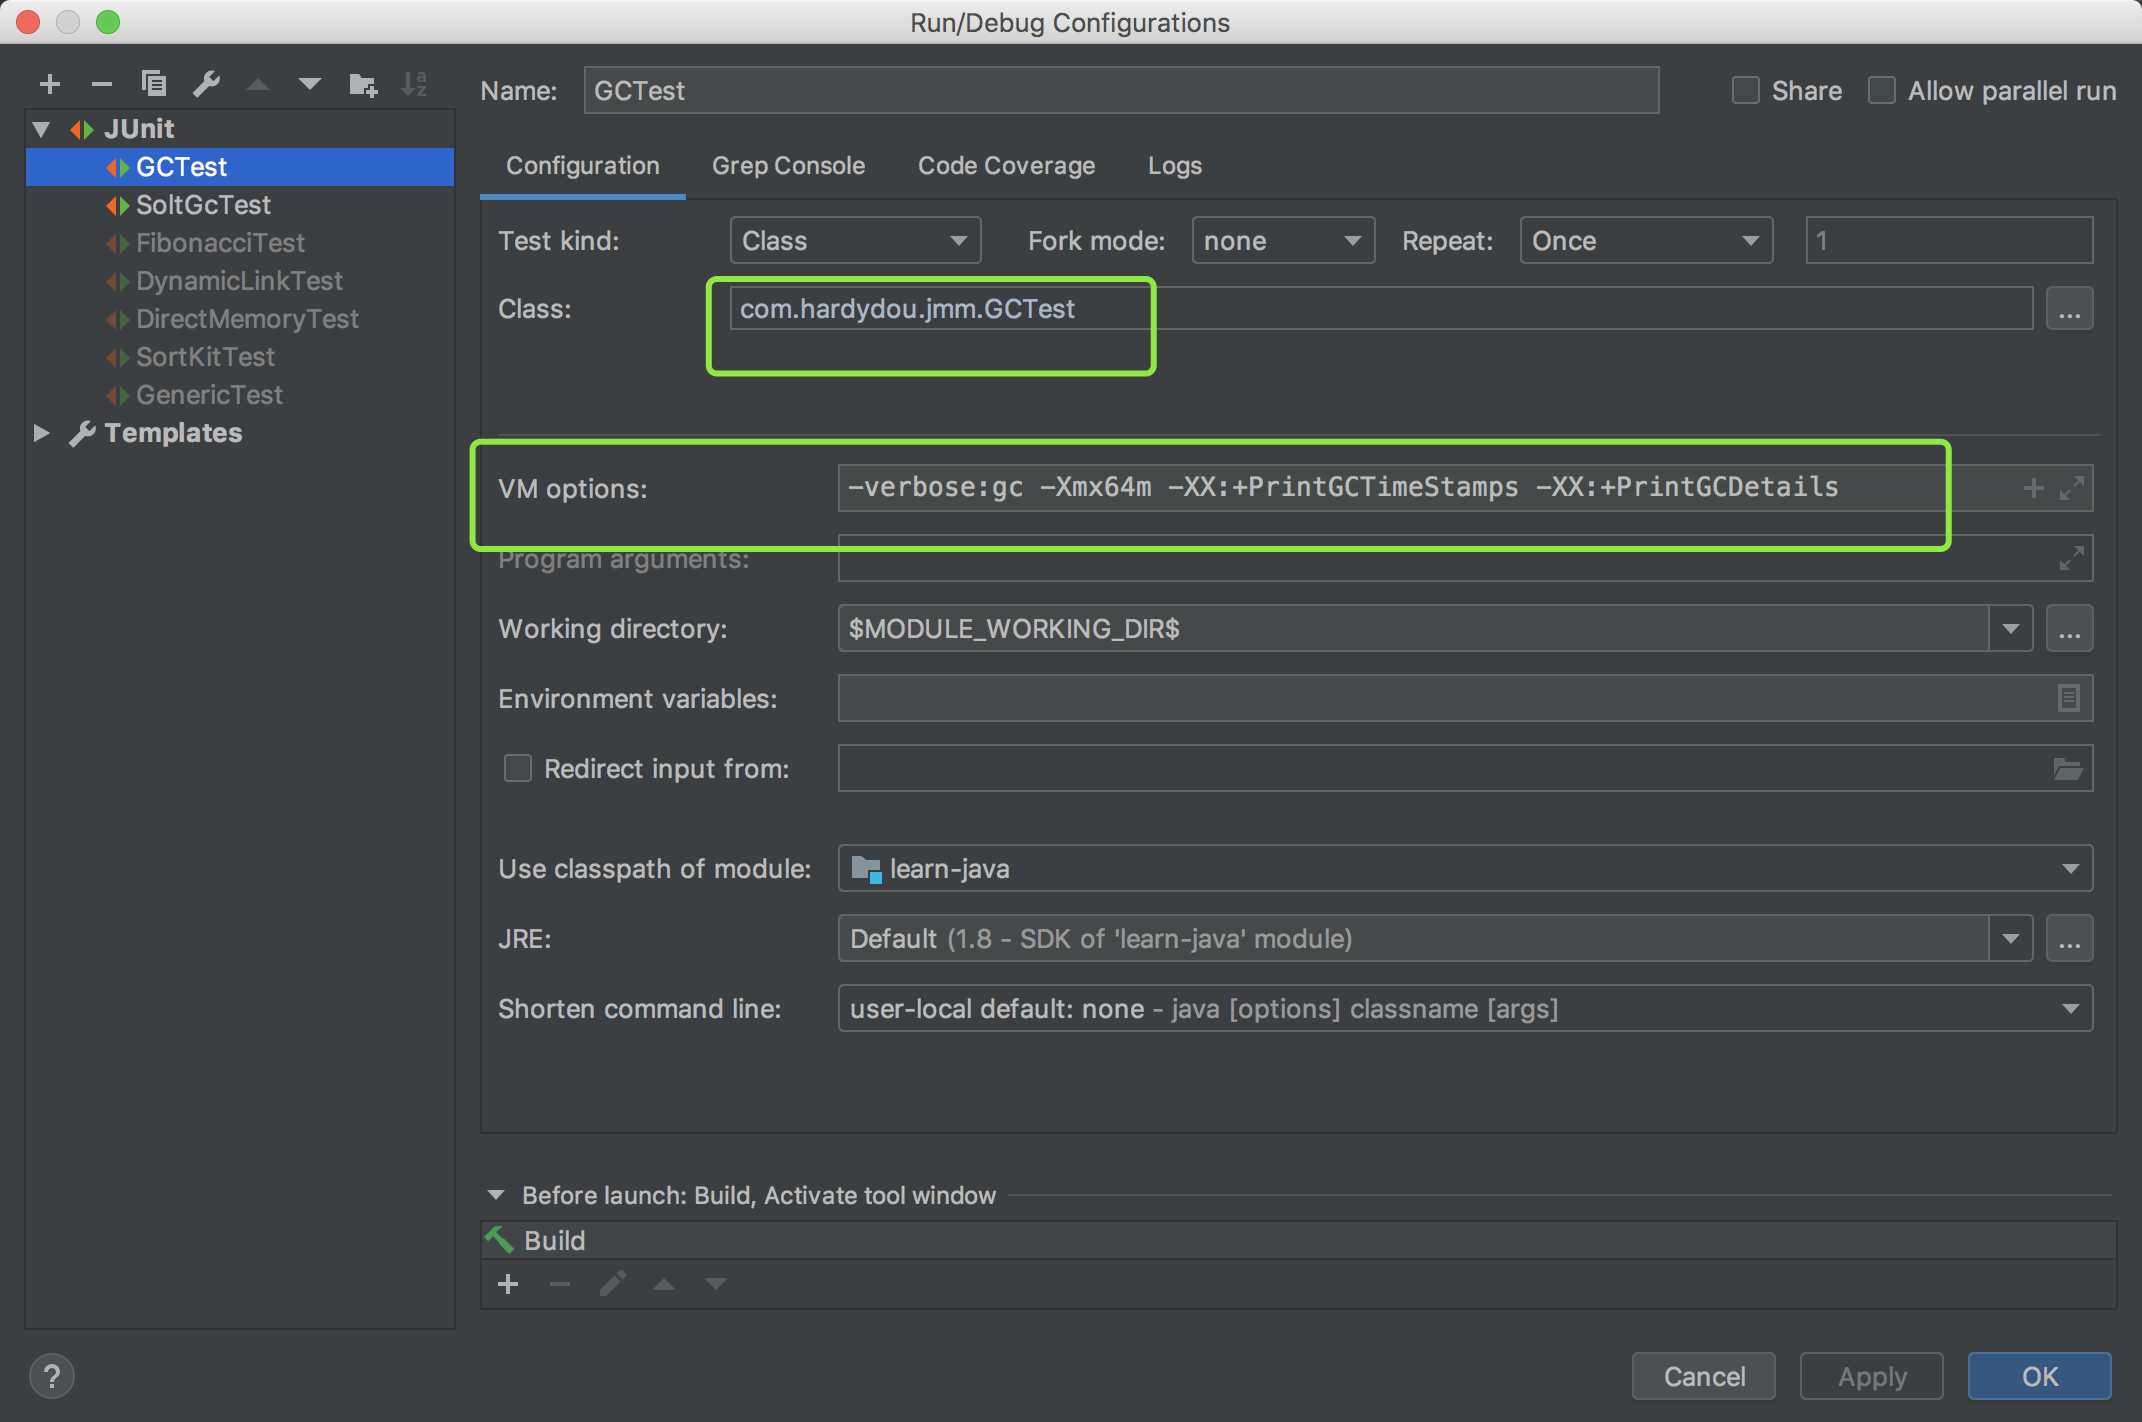 Run/Debug Configurations
Name: GCTest Share Allow parallel run
JUnit
GCTest
SoltGcTest
FibonacciTest
DynamicLinkTest
DirectMemoryTest
SortKitTest
GenericTest
Templates
Configuration Grep Console Code Coverage Logs
Test kind: Class Fork mode: none Repeat: Once 1
Class: com.hardydou.jmm.GCTest ...
VM options: -verbose:gc -Xmx64m -XX:+PrintGCTimeStamps -XX:+PrintGCDetails
Program arguments:
Working directory: $MODULE_WORKING_DIR$ ...
Environment variables:
Redirect input from:
Use classpath of module: learn-java
JRE: Default (1.8 - SDK of 'learn-java' module) ...
Shorten command line: user-local default: none - java [options] classname [args]
Before launch: Build, Activate tool window
Build
? Cancel Apply OK